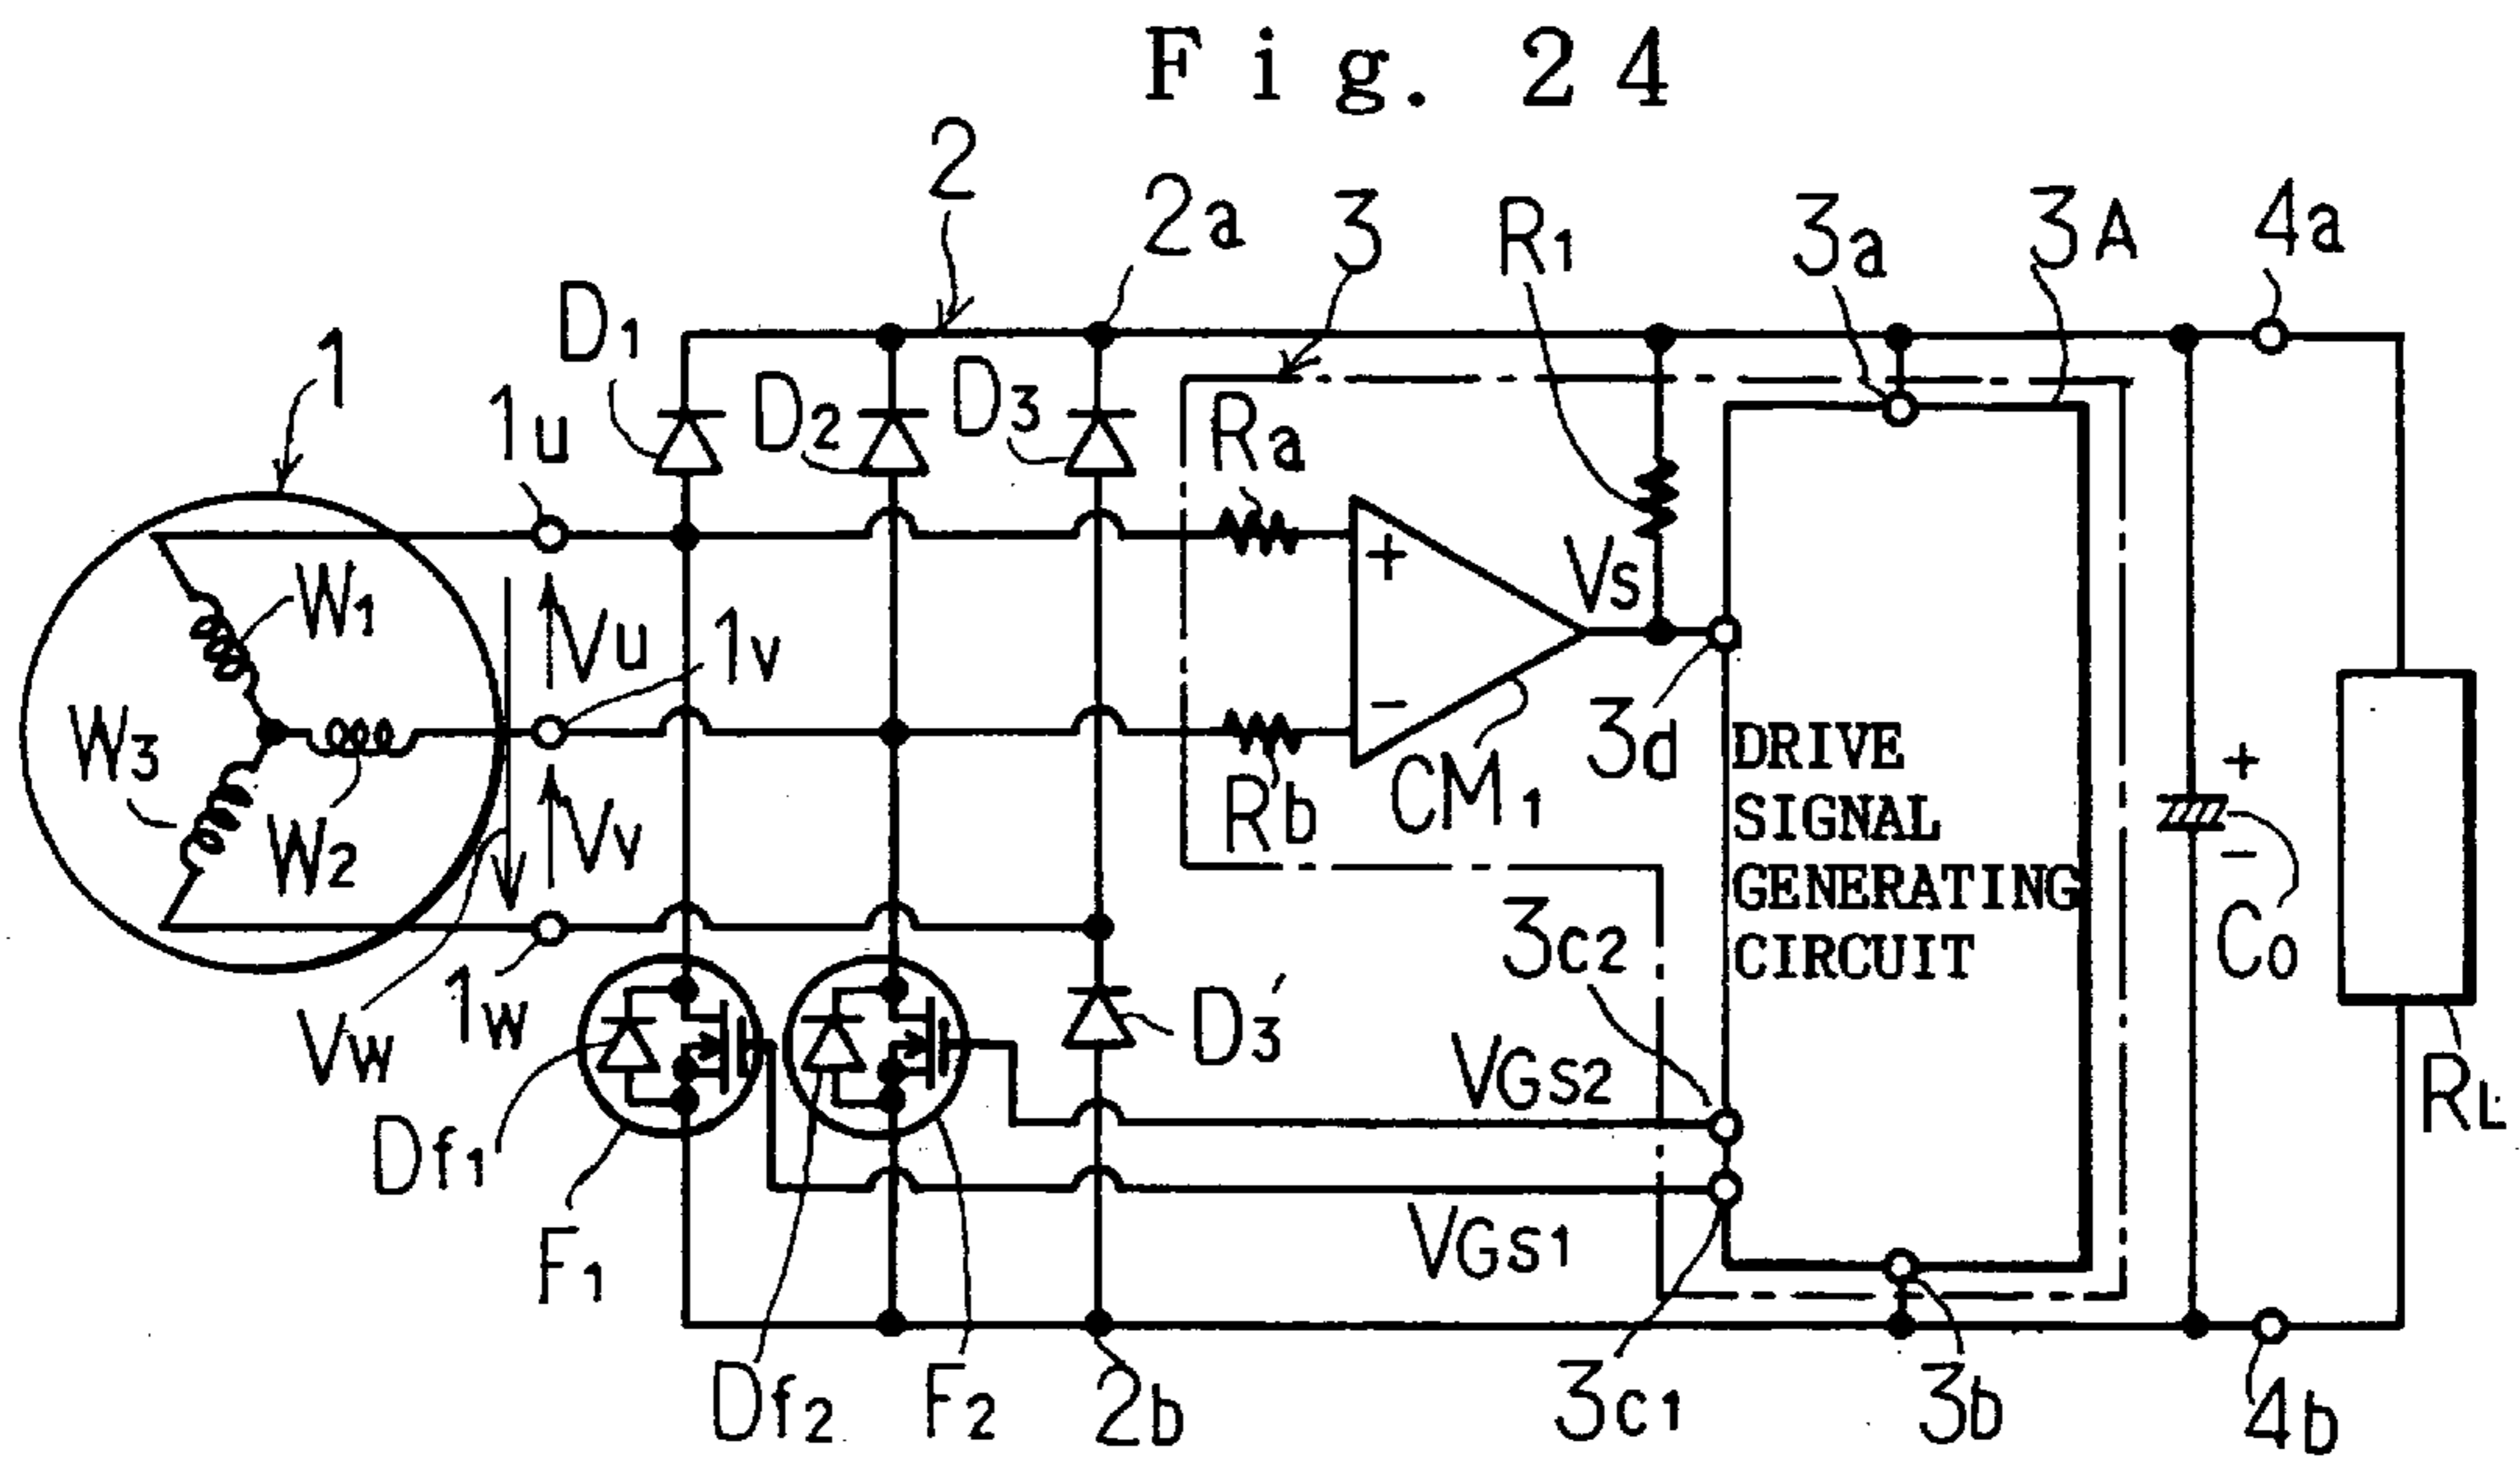 Fig. 24
2
2a
3
R1
3a
3A
4a
D1
1
1u
D2
D3
Ra
+
Vs
W1
Vu
1v
3d
W3
W2
Vv
-
Rb
CM1
DRIVE
SIGNAL
GENERATING
CIRCUIT
+
-
Co
3c2
Vw
1w
D3'
VGS2
RL
Df1
F1
VGS1
Df2
F2
2b
3c1
3b
4b